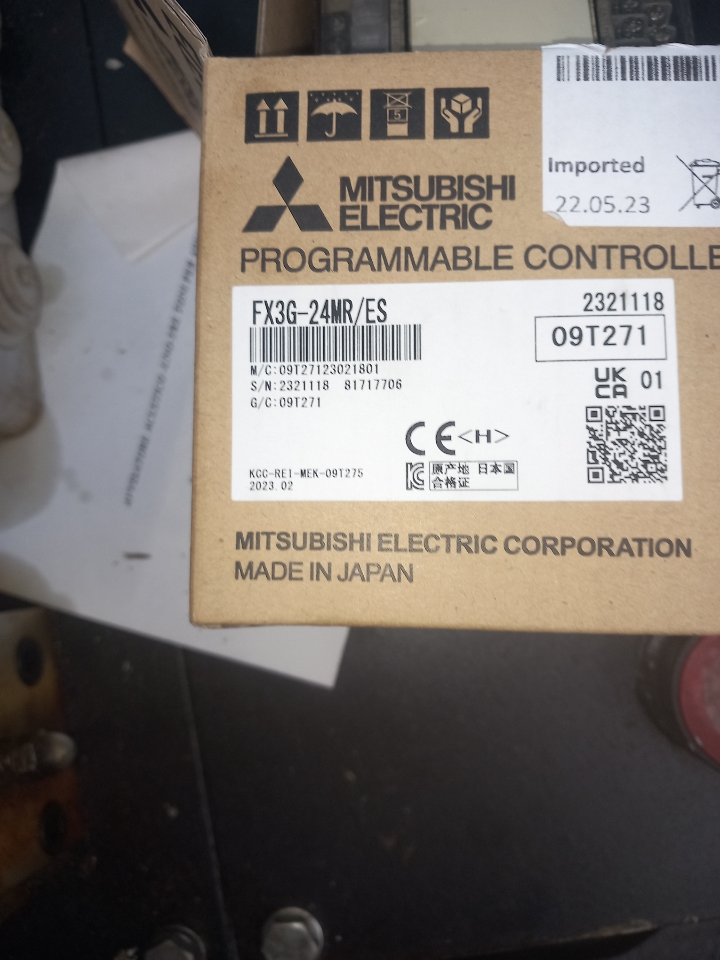 5
Imported
22.05.23
MITSUBISHI
ELECTRIC
PROGRAMMABLE CONTROLLE
FX3G-24MR/ES
2321118
09T271
M/C:09T27123021801
S/N:2321118 81717706
G/C:09T271
UK
CA 01
CE<H>
KCC-REI-MEK-09T275
2023.02
原产地 日本国
合格证
MITSUBISHI ELECTRIC CORPORATION
MADE IN JAPAN